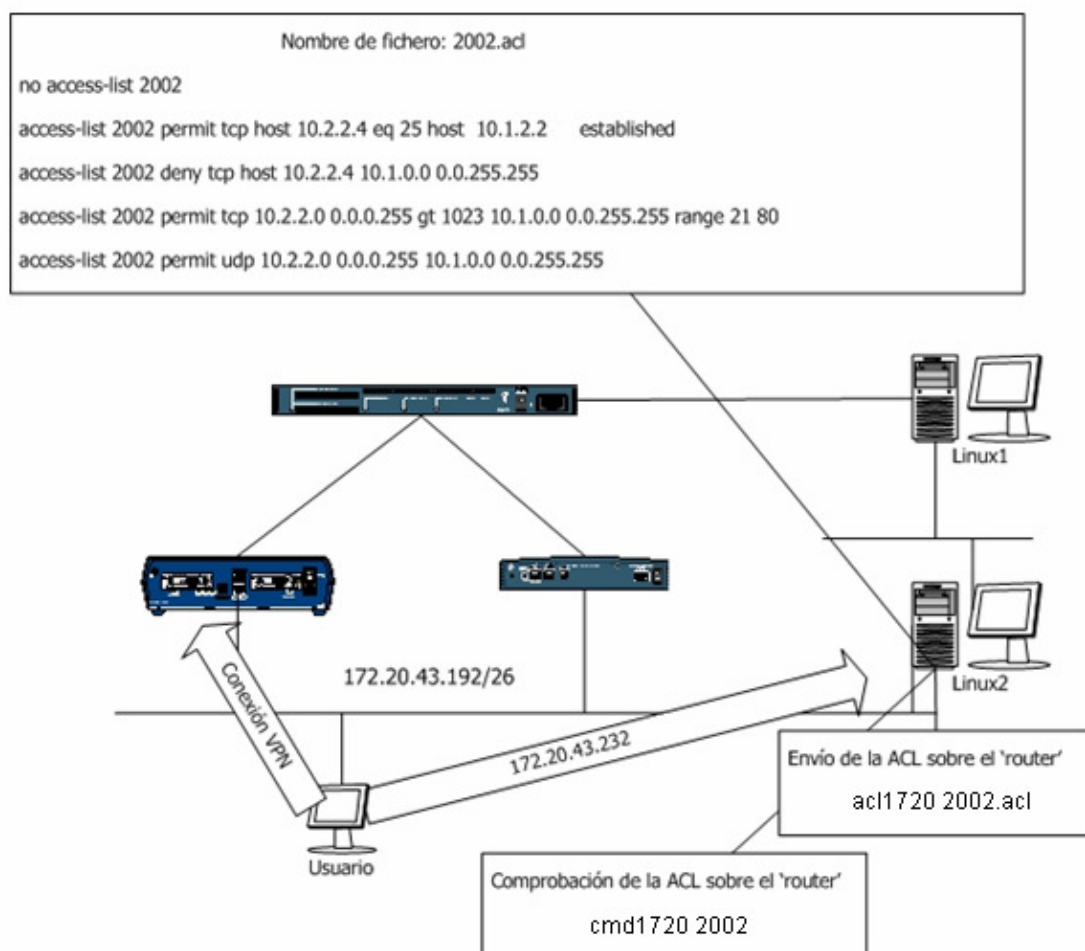 Nombre de fichero: 2002.acl
no access-list 2002
access-list 2002 permit tcp host 10.2.2.4 eq 25 host 10.1.2.2 established
access-list 2002 deny tcp host 10.2.2.4 10.1.0.0 0.0.255.255
access-list 2002 permit tcp 10.2.2.0 0.0.0.255 gt 1023 10.1.0.0 0.0.255.255 range 21 80
access-list 2002 permit udp 10.2.2.0 0.0.0.255 10.1.0.0 0.0.255.255
Linux1
Linux2
172.20.43.192/26
Conexión VPN
172.20.43.232
Usuario
Envío de la ACL sobre el 'router'
acl1720 2002.acl
Comprobación de la ACL sobre el 'router'
cmd1720 2002